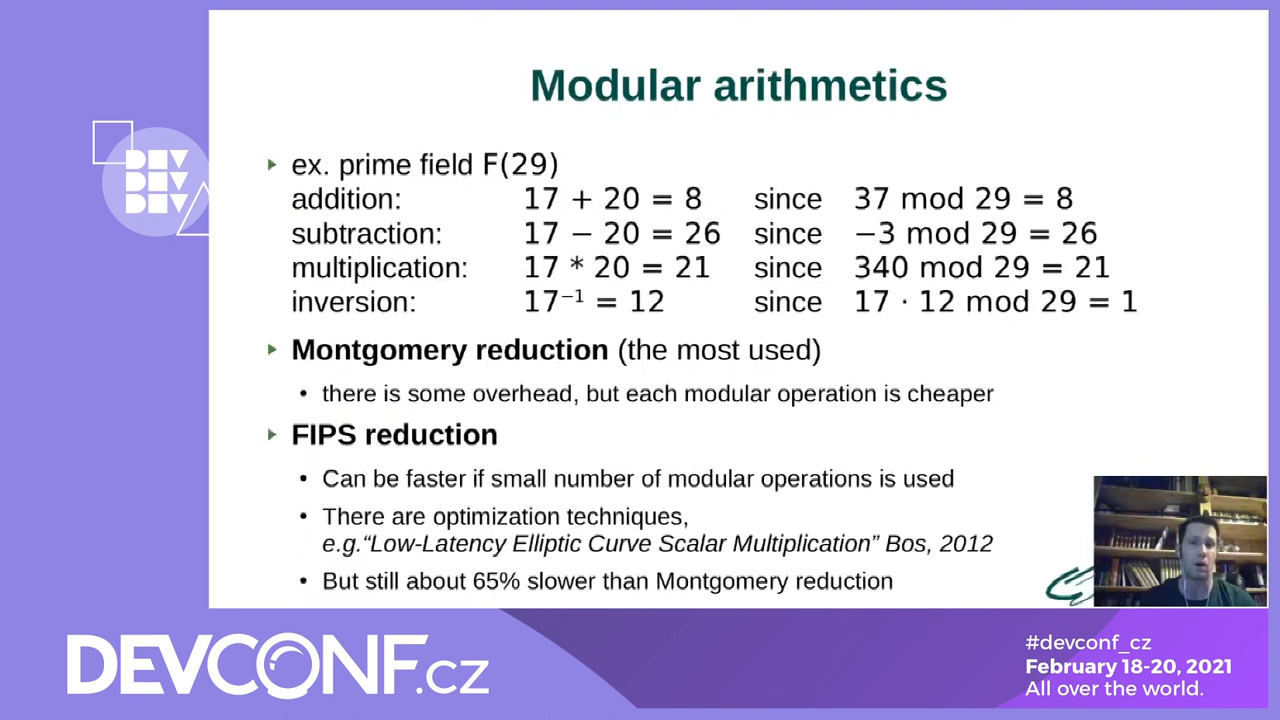 Modular arithmetics
ex. prime field F(29)
addition: 17 + 20 = 8 since 37 mod 29 = 8
subtraction: 17 − 20 = 26 since −3 mod 29 = 26
multiplication: 17 * 20 = 21 since 340 mod 29 = 21
inversion: 17⁻¹ = 12 since 17 · 12 mod 29 = 1
Montgomery reduction (the most used)
there is some overhead, but each modular operation is cheaper
FIPS reduction
Can be faster if small number of modular operations is used
There are optimization techniques,
e.g.“Low-Latency Elliptic Curve Scalar Multiplication” Bos, 2012
But still about 65% slower than Montgomery reduction
DEV
DEV
DEV
DEVCONF.cz
#devconf_cz
February 18-20, 2021
All over the world.